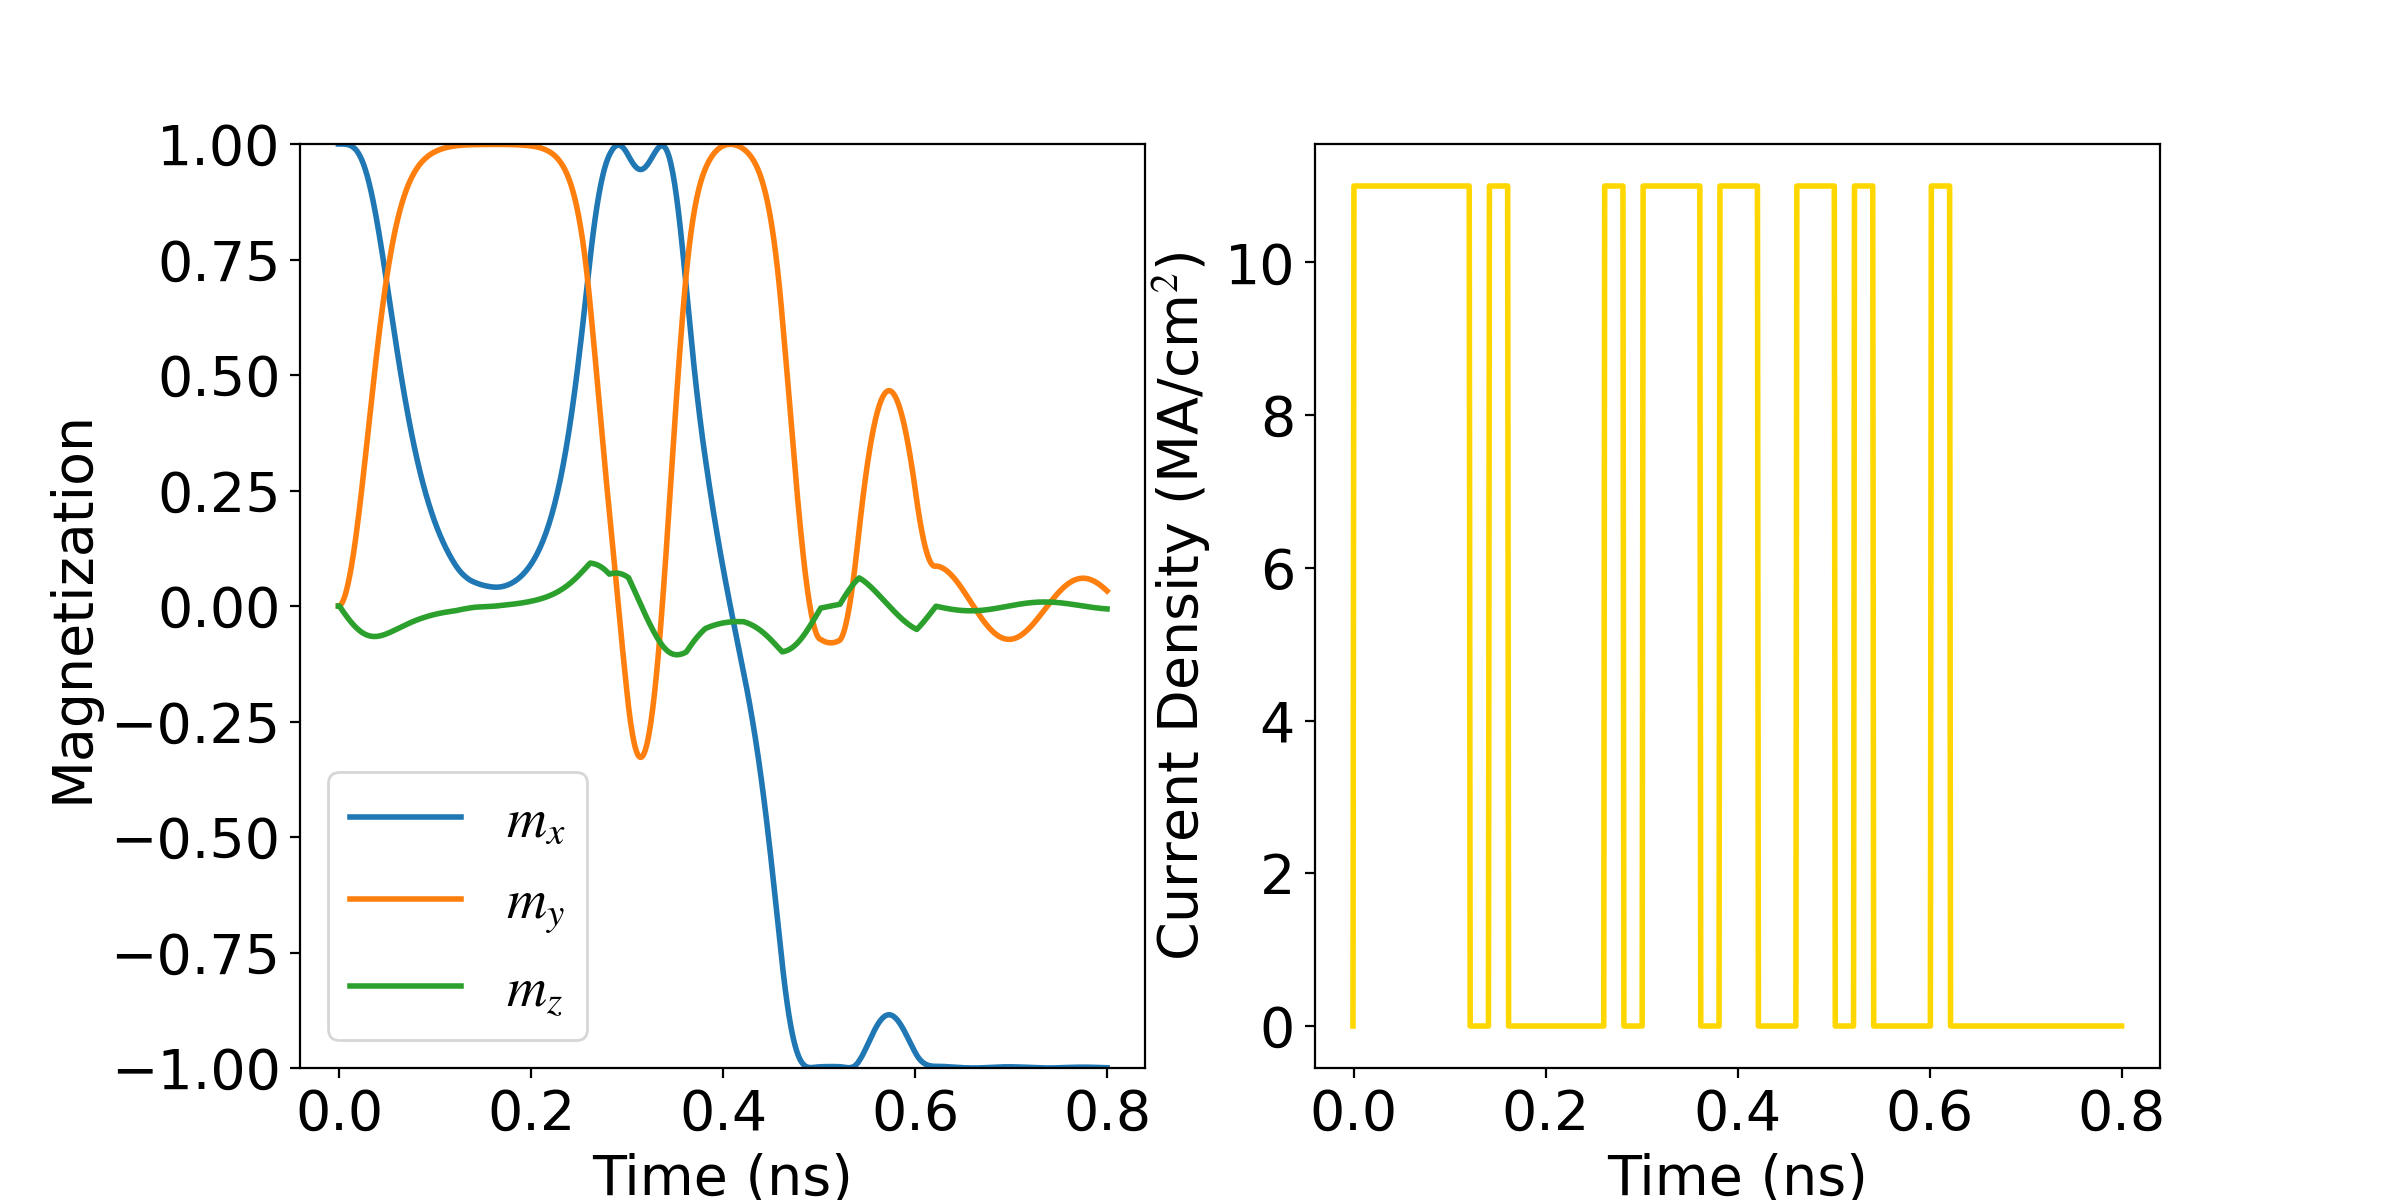 1.00
0.75
0.50
0.25
0.00
−0.25
−0.50
−0.75
−1.00
Magnetization
m_x
m_y
m_z
0.0 0.2 0.4 0.6 0.8
Time (ns)
Current Density (MA/cm²)
10
8
6
4
2
0
0.0 0.2 0.4 0.6 0.8
Time (ns)